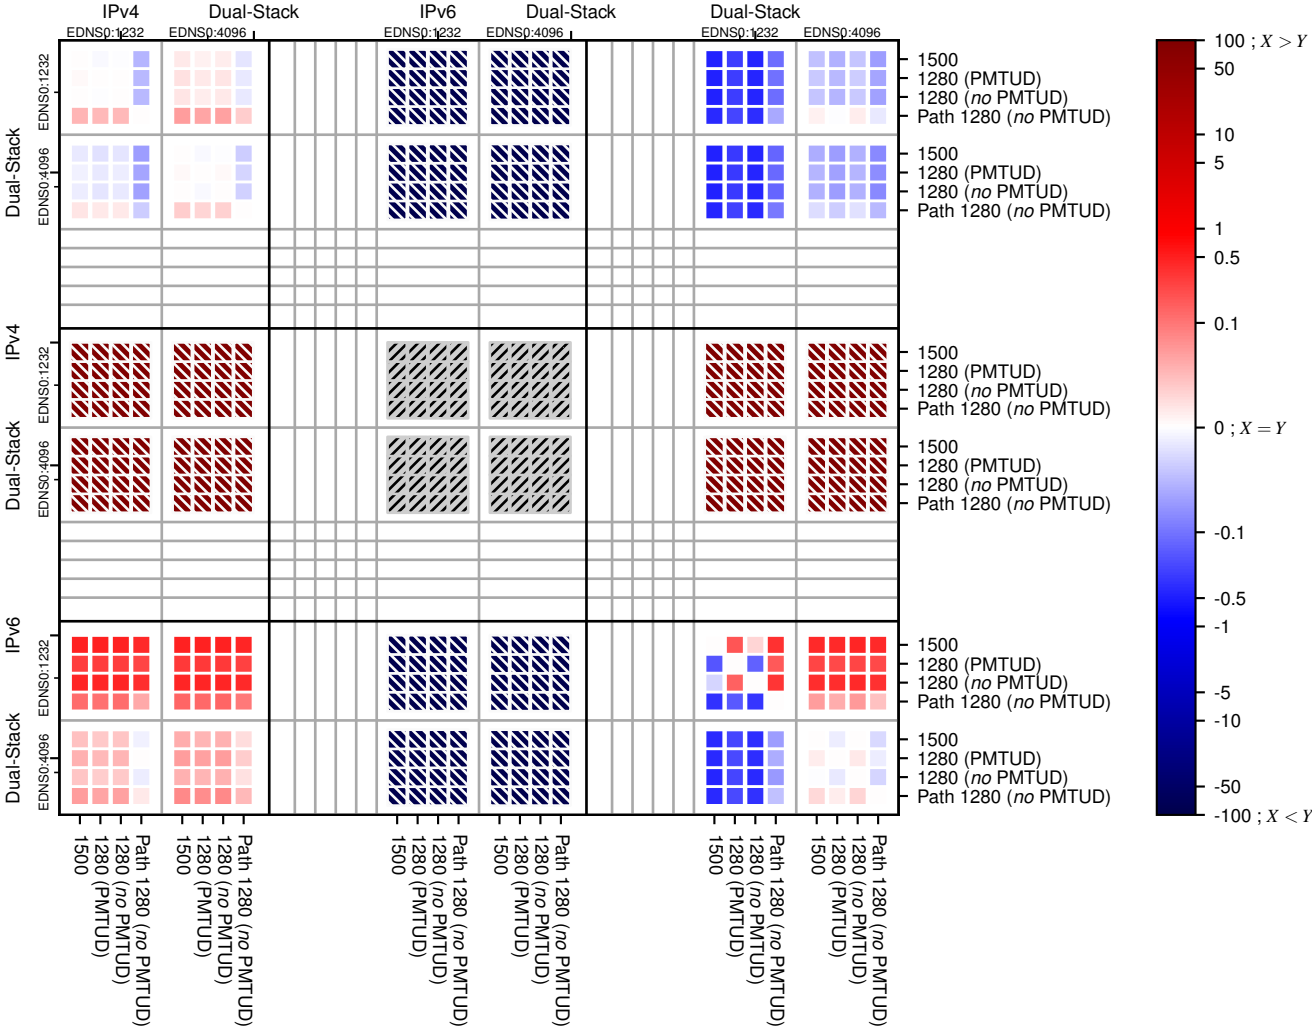 IPv4 Dual-Stack IPv6 Dual-Stack Dual-Stack
EDNS0:1232 EDNS0:4096 EDNS0:1232 EDNS0:4096 EDNS0:1232 EDNS0:4096
Dual-Stack
EDNS0:1232
EDNS0:4096
1500
1280 (PMTUD)
1280 (no PMTUD)
Path 1280 (no PMTUD)
1500
1280 (PMTUD)
1280 (no PMTUD)
Path 1280 (no PMTUD)
IPv4
Dual-Stack
EDNS0:1232
EDNS0:4096
1500
1280 (PMTUD)
1280 (no PMTUD)
Path 1280 (no PMTUD)
1500
1280 (PMTUD)
1280 (no PMTUD)
Path 1280 (no PMTUD)
IPv6
Dual-Stack
EDNS0:1232
EDNS0:4096
1500
1280 (PMTUD)
1280 (no PMTUD)
Path 1280 (no PMTUD)
1500
1280 (PMTUD)
1280 (no PMTUD)
Path 1280 (no PMTUD)
1500
1280 (PMTUD)
1280 (no PMTUD)
Path 1280 (no PMTUD)
1500
1280 (PMTUD)
1280 (no PMTUD)
Path 1280 (no PMTUD)
1500
1280 (PMTUD)
1280 (no PMTUD)
Path 1280 (no PMTUD)
1500
1280 (PMTUD)
1280 (no PMTUD)
Path 1280 (no PMTUD)
1500
1280 (PMTUD)
1280 (no PMTUD)
Path 1280 (no PMTUD)
1500
1280 (PMTUD)
1280 (no PMTUD)
Path 1280 (no PMTUD)
100 ; X > Y
50
10
5
1
0.5
0.1
0 ; X = Y
-0.1
-0.5
-1
-5
-10
-50
-100 ; X < Y